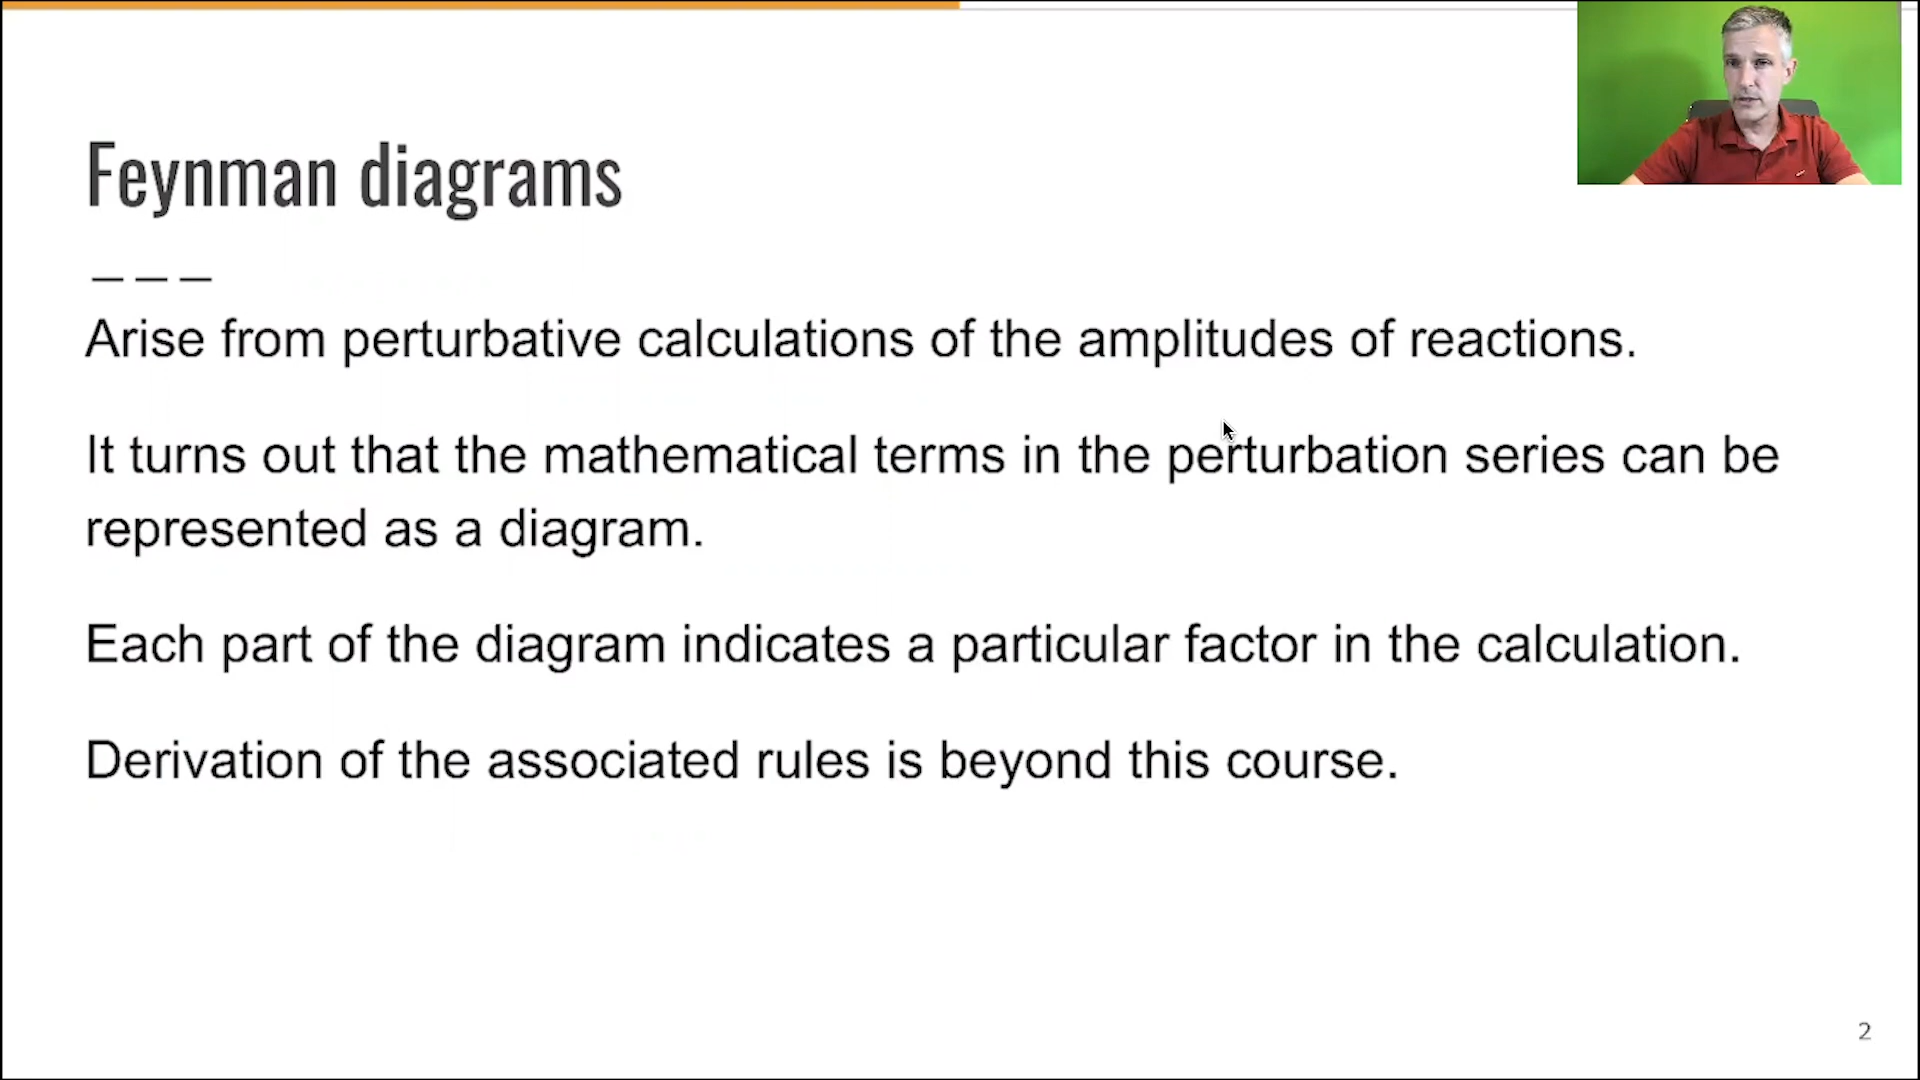 Feynman diagrams
Arise from perturbative calculations of the amplitudes of reactions.
It turns out that the mathematical terms in the perturbation series can be
represented as a diagram.
Each part of the diagram indicates a particular factor in the calculation.
Derivation of the associated rules is beyond this course.
2